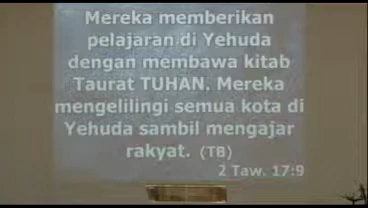 Mereka memberikan
pelajaran di Yehuda
dengan membawa kitab
Taurat TUHAN. Mereka
mengelilingi semua kota di
Yehuda sambil mengajar
rakyat. (TB)
2 Taw. 17:9